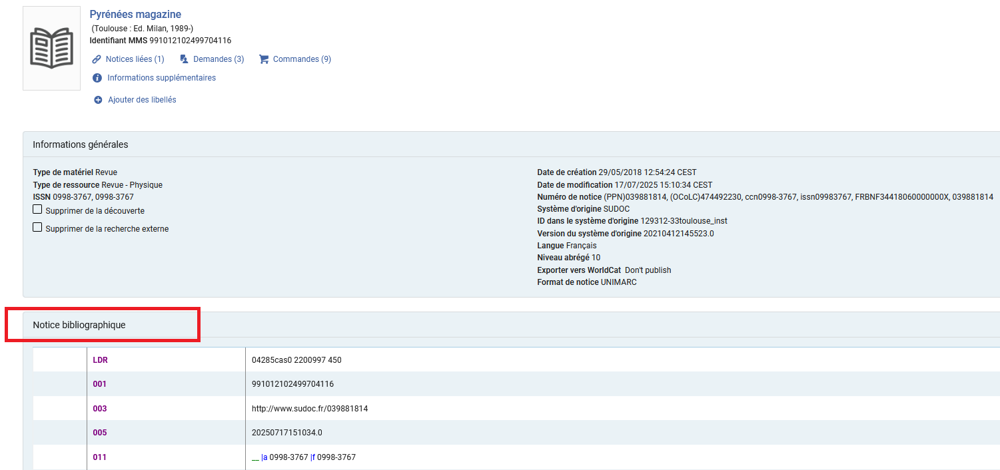 Pyrénées magazine
(Toulouse : Ed. Milan, 1989-)
Identifiant MMS 991012102499704116
Notices liées (1) Demandes (3) Commandes (9)
Informations supplémentaires
Ajouter des libellés
Informations générales
Type de matériel Revue
Type de ressource Revue - Physique
ISSN 0998-3767, 0998-3767
Supprimer de la découverte
Supprimer de la recherche externe
Date de création 29/05/2018 12:54:24 CEST
Date de modification 17/07/2025 15:10:34 CEST
Numéro de notice (PPN)039881814, (OCoLC)474492230, ccn0998-3767, issn09983767, FRBNF34418060000000X, 039881814
Système d'origine SUDOC
ID dans le système d'origine 129312-33toulouse_inst
Version du système d'origine 20210412145523.0
Langue Français
Niveau abrégé 10
Exporter vers WorldCat Don't publish
Format de notice UNIMARC
Notice bibliographique
LDR 04285cas0 2200997 450
001 991012102499704116
003 http://www.sudoc.fr/039881814
005 20250717151034.0
011 __ |a 0998-3767 |f 0998-3767